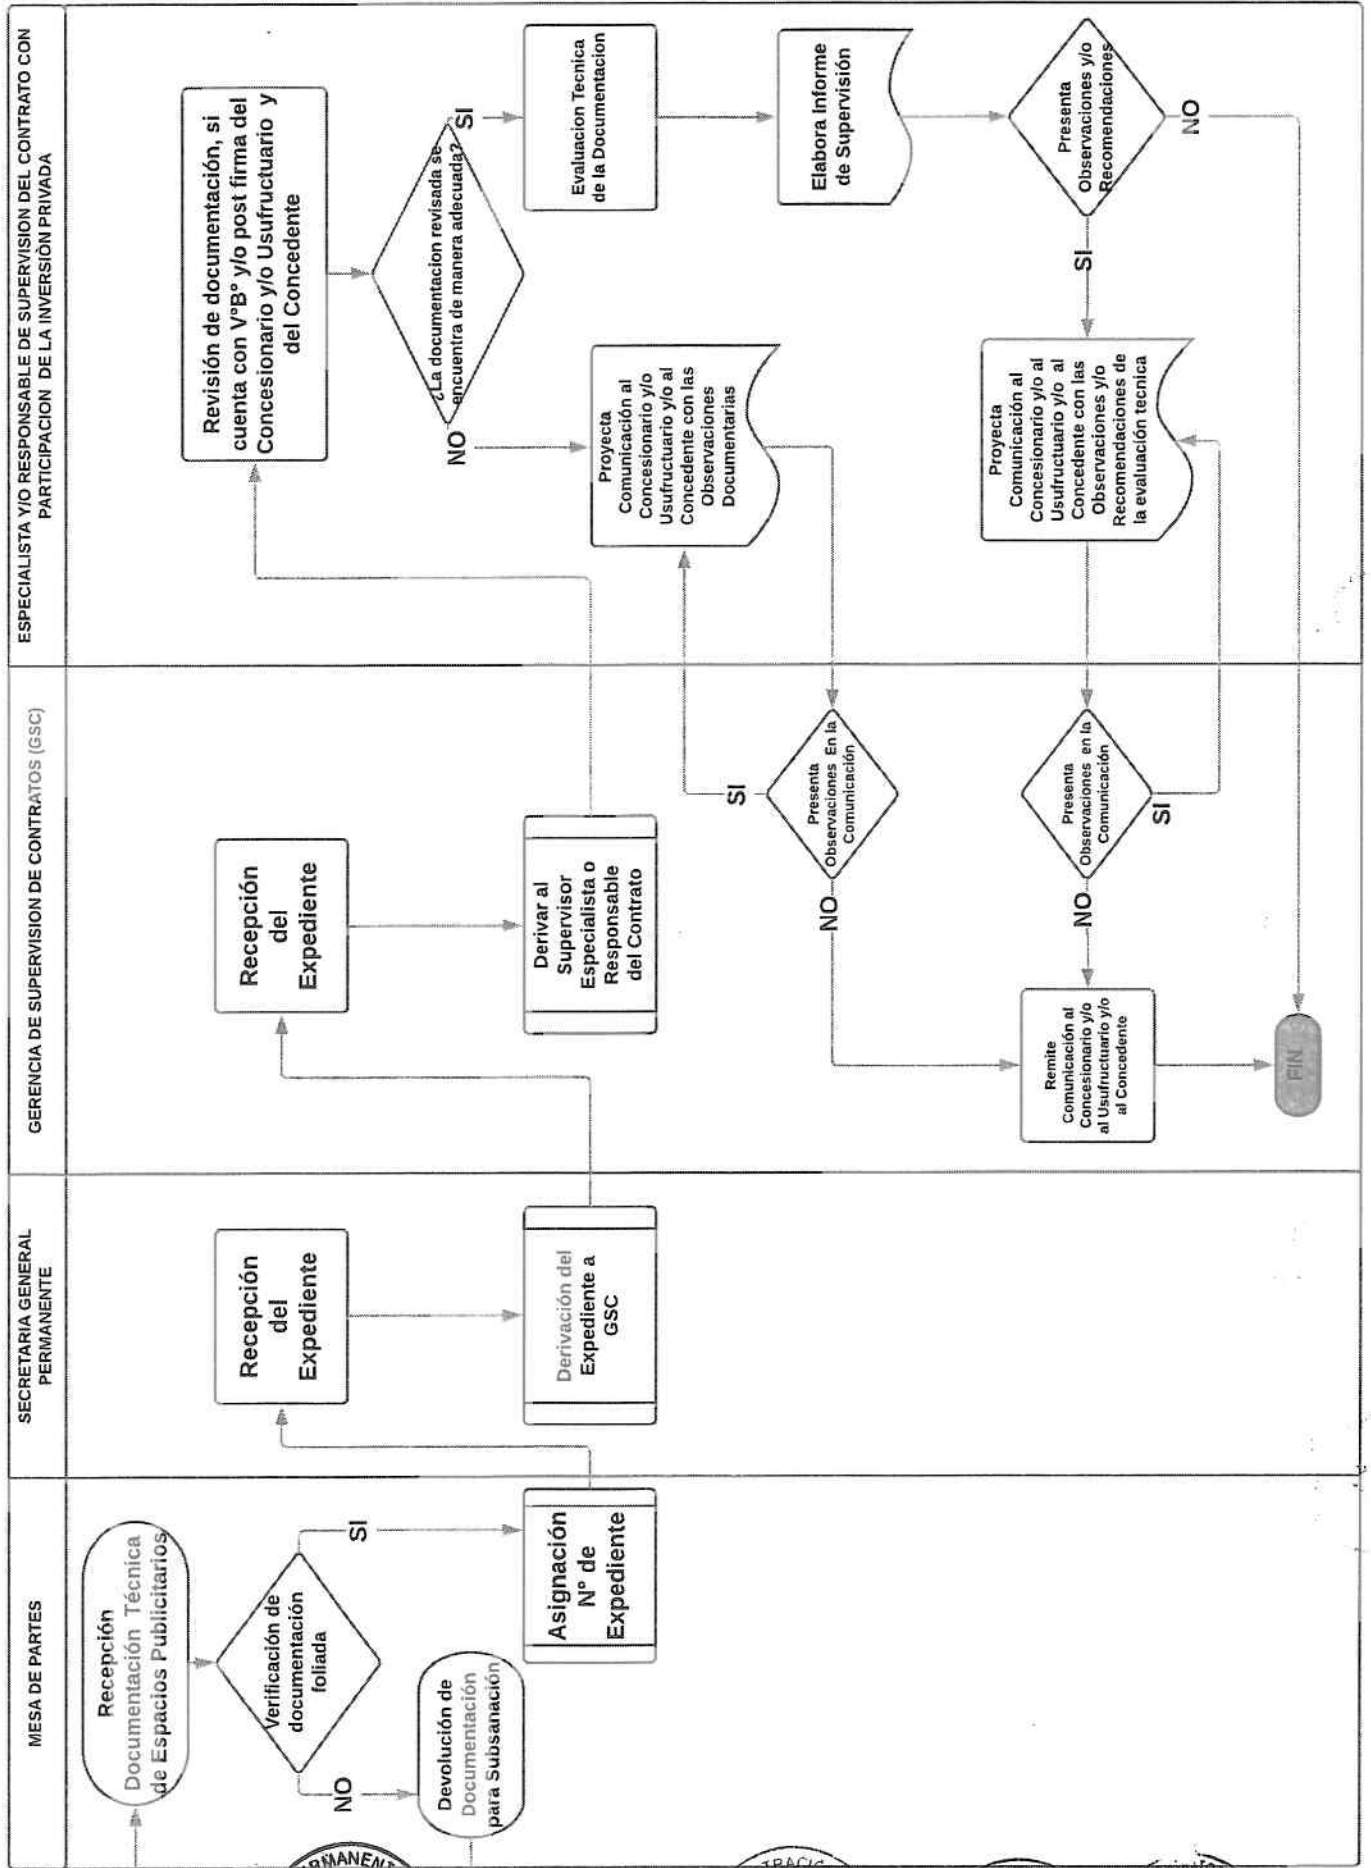 MESA DE PARTES
SECRETARIA GENERAL
PERMANENTE
GERENCIA DE SUPERVISION DE CONTRATOS (GSC)
ESPECIALISTA Y/O RESPONSABLE DE SUPERVISION DEL CONTRATO CON
PARTICIPACION DE LA INVERSIÒN PRIVADA
Recepción
Documentación Técnica
de Espacios Publicitarios
Verificación de
documentación
foliada
NO
SI
Devolución de
Documentación
para Subsanación
Asignación
N° de
Expediente
Recepción
del
Expediente
Derivación del
Expediente a
GSC
Recepción
del
Expediente
Derivar al
Supervisor
Especialista o
Responsable
del Contrato
Revisión de documentación, si
cuenta con V°B° y/o post firma del
Concesionario y/o Usufructuario y
del Concedente
¿La documentacion revisada se
encuentra de manera adecuada?
NO
SI
Evaluacion Tecnica
de la Documentacion
Elabora Informe
de Supervisión
Presenta
Observaciones y/o
Recomendaciones
NO
SI
Proyecta
Comunicación al
Concesionario y/o
Usufructuario y/o al
Concedente con las
Observaciones
Documentarias
Proyecta
Comunicación al
Concesionario y/o al
Usufructuario y/o al
Concedente con las
Observaciones y/o
Recomendaciones de
la evaluación tecnica
Presenta
Observaciones En la
Comunicación
SI
NO
Presenta
Observaciones en la
Comunicación
SI
NO
Remite
Comunicación al
Concesionario y/o
al Usufructuario y/o
al Concedente
FIN